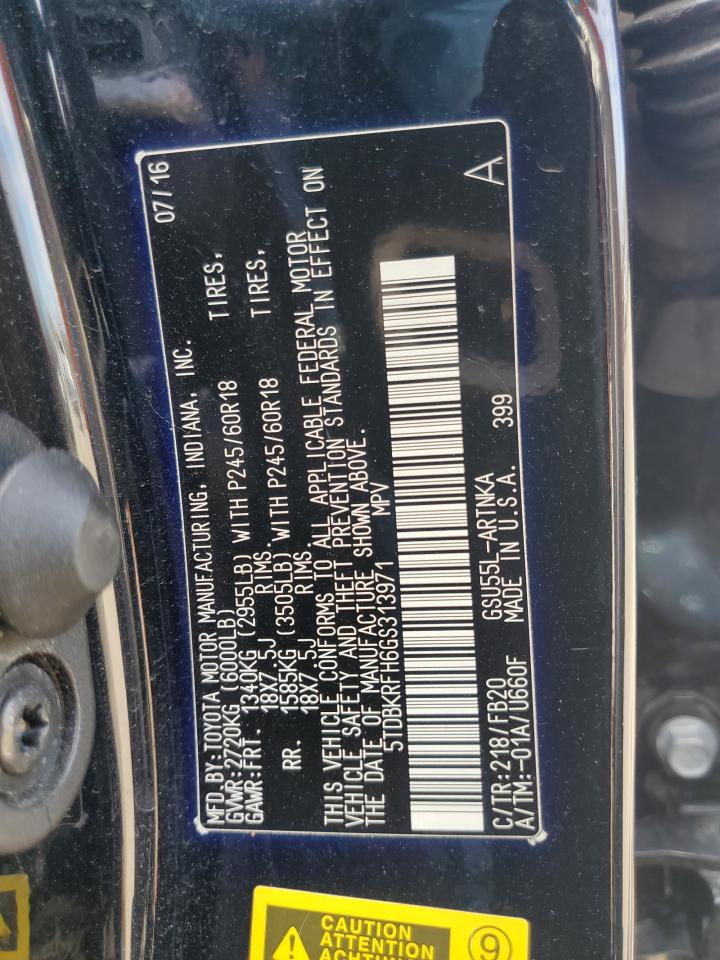 MFD.BY:TOYOTA MOTOR MANUFACTURING, INDIANA, INC. 07/16
GVWR:2720KG (6000LB)
GAWR:FRT. 1340KG (2955LB) WITH P245/60R18 TIRES,
18X7.5J RIMS.
RR. 1585KG (3505LB) WITH P245/60R18 TIRES,
18X7.5J RIMS.
THIS VEHICLE CONFORMS TO ALL APPLICABLE FEDERAL MOTOR
VEHICLE SAFETY AND THEFT PREVENTION STANDARDS IN EFFECT ON
THE DATE OF MANUFACTURE SHOWN ABOVE.
5TDBKRFH6GS313971 MPV
A
C/TR:218/FB20 GSU55L-ARTNKA
A/TM:-01A/U660F MADE IN U.S.A. 399
CAUTION
ATTENTION
9